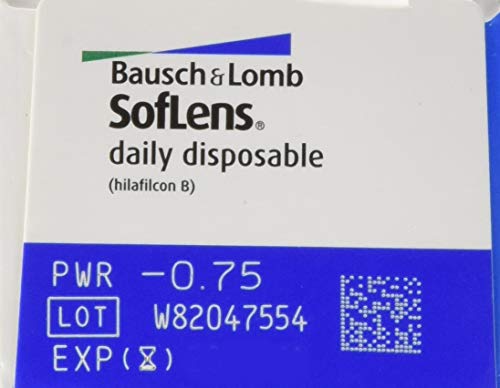 Bausch & Lomb
SofLens®
daily disposable
(hilafilcon B)
PWR -0.75
LOT W82047554
EXP(⌛)